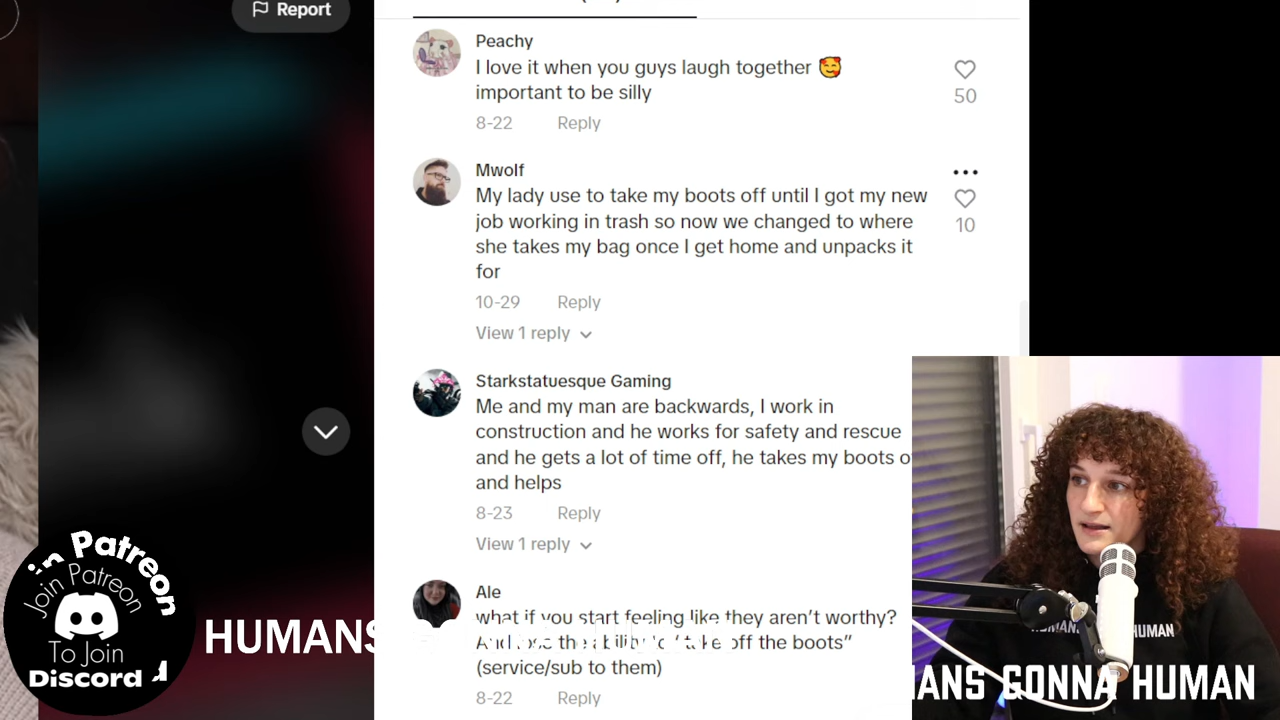 Report
Peachy
I love it when you guys laugh together 🥰
important to be silly
50
8-22 Reply
Mwolf
My lady use to take my boots off until I got my new
job working in trash so now we changed to where
she takes my bag once I get home and unpacks it
for
10
10-29 Reply
View 1 reply
Starkstatuesque Gaming
Me and my man are backwards, I work in
construction and he works for safety and rescue
and he gets a lot of time off, he takes my boots
and helps
8-23 Reply
View 1 reply
Ale
what if you start feeling like they aren't worthy?
off the boots"
(service/sub to them)
8-22 Reply
Join Patreon
To Join
Discord
in Patreon
HUMANS
HUMAN
GONNA HUMAN